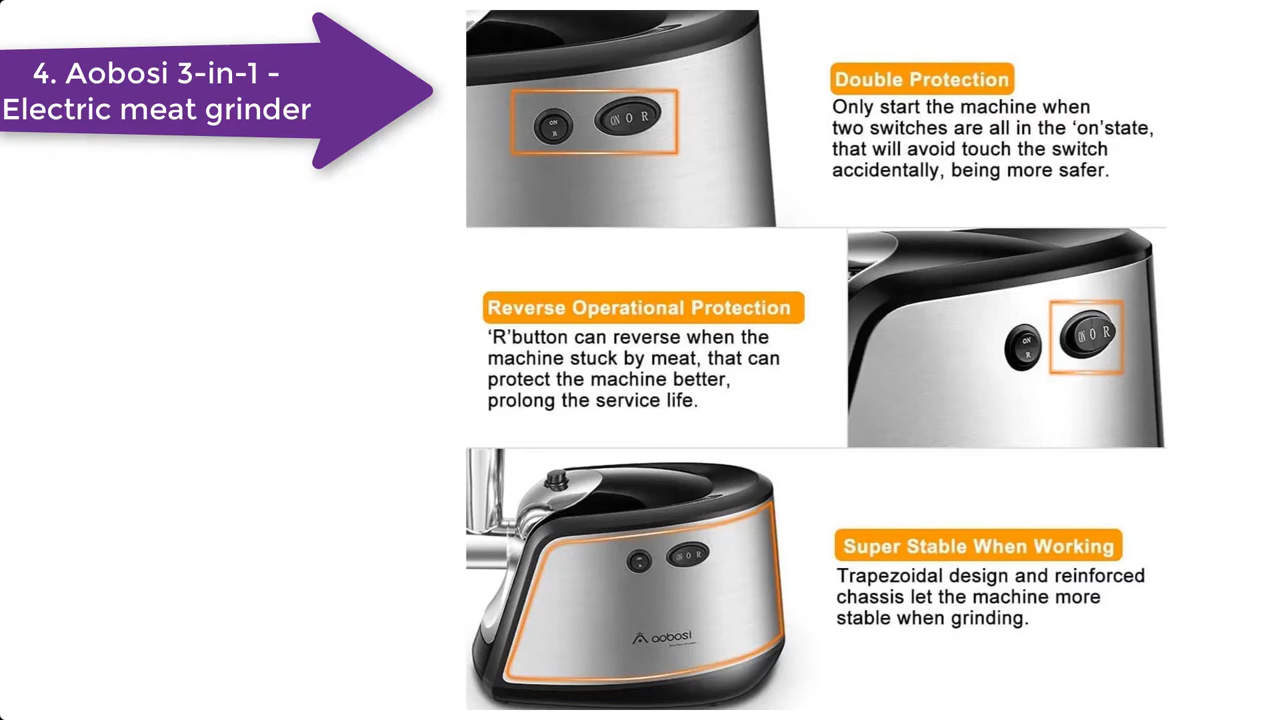 4. Aobosi 3-in-1 -
Electric meat grinder
ON
R
ON O R
Double Protection
Only start the machine when
two switches are all in the ‘on’state,
that will avoid touch the switch
accidentally, being more safer.
Reverse Operational Protection
‘R’button can reverse when the
machine stuck by meat, that can
protect the machine better,
prolong the service life.
ON
R
ON O R
ON O R
aobosi
Super Stable When Working
Trapezoidal design and reinforced
chassis let the machine more
stable when grinding.